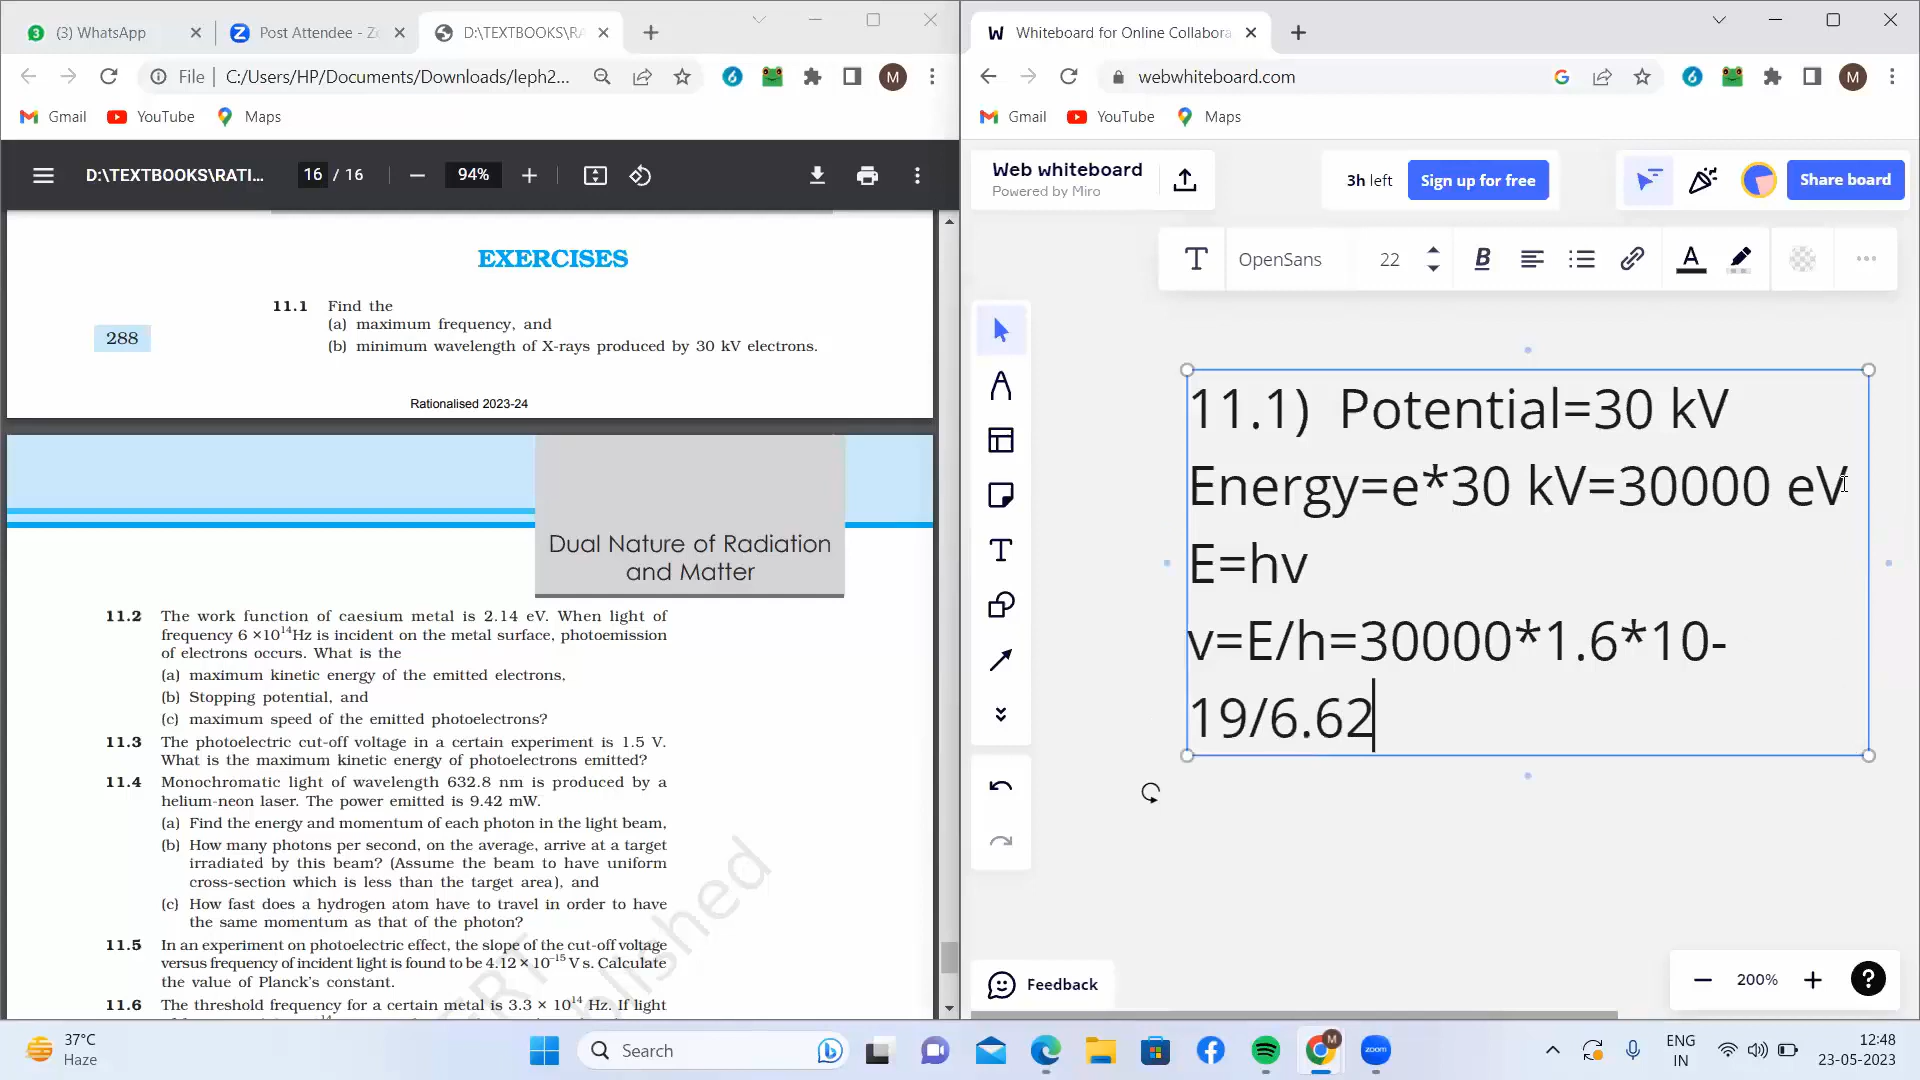 (3) WhatsApp
Post Attendee - Z
D:\TEXTBOOKS\RA
File
C:/Users/HP/Documents/Downloads/leph2...
M
Gmail
YouTube
Maps
D:\TEXTBOOKS\RATI...
16 / 16
94%
EXERCISES
11.1 Find the
(a) maximum frequency, and
288
(b) minimum wavelength of X-rays produced by 30 kV electrons.
Rationalised 2023-24
Dual Nature of Radiation
and Matter
11.2 The work function of caesium metal is 2.14 eV. When light of
frequency 6 ×10¹⁴Hz is incident on the metal surface, photoemission
of electrons occurs. What is the
(a) maximum kinetic energy of the emitted electrons,
(b) Stopping potential, and
(c) maximum speed of the emitted photoelectrons?
11.3 The photoelectric cut-off voltage in a certain experiment is 1.5 V.
What is the maximum kinetic energy of photoelectrons emitted?
11.4 Monochromatic light of wavelength 632.8 nm is produced by a
helium-neon laser. The power emitted is 9.42 mW.
(a) Find the energy and momentum of each photon in the light beam,
(b) How many photons per second, on the average, arrive at a target
irradiated by this beam? (Assume the beam to have uniform
cross-section which is less than the target area), and
(c) How fast does a hydrogen atom have to travel in order to have
the same momentum as that of the photon?
11.5 In an experiment on photoelectric effect, the slope of the cut-off voltage
versus frequency of incident light is found to be 4.12 × 10⁻¹⁵ V s. Calculate
the value of Planck's constant.
11.6 The threshold frequency for a certain metal is 3.3 × 10¹⁴ Hz. If light
Whiteboard for Online Collabora
webwhiteboard.com
M
Gmail
YouTube
Maps
Web whiteboard
Powered by Miro
3h left
Sign up for free
Share board
OpenSans
22
B
A
11.1) Potential=30 kV
Energy=e*30 kV=30000 eV
E=hv
v=E/h=30000*1.6*10-
19/6.62
Feedback
200%
37°C
Haze
Search
zoom
ENG
IN
12:48
23-05-2023